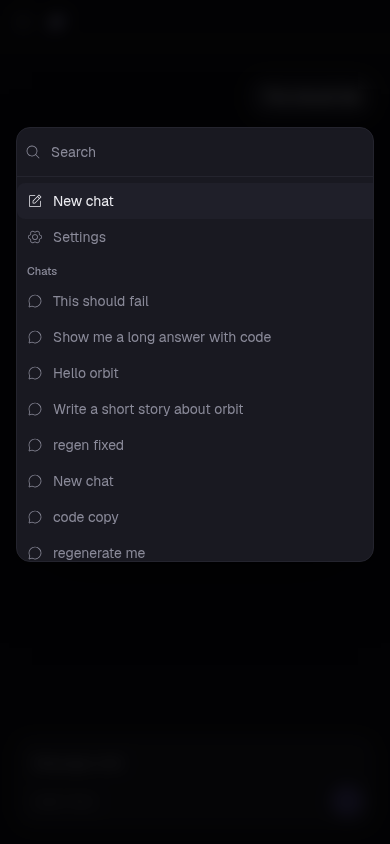 Search
New chat
Settings
Chats
This should fail
Show me a long answer with code
Hello orbit
Write a short story about orbit
regen fixed
New chat
code copy
regenerate me